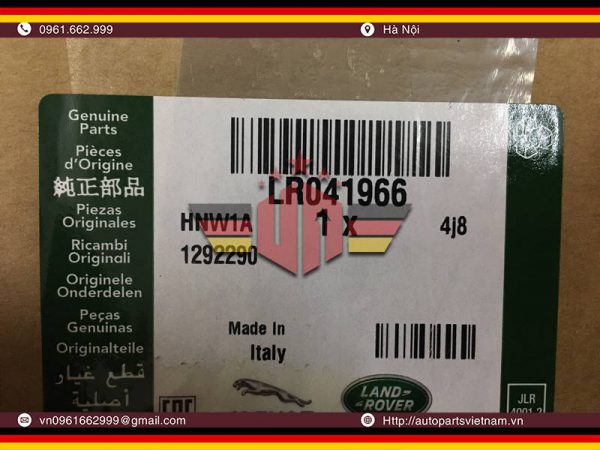 0961.662.999
Hà Nội
Genuine
Parts
Pièces
d'Origine
純正部品
Piezas
Originales
Ricambi
Originali
Originele
Onderdelen
Peças
Genuinas
Originalteile
قطع غيار
أصلية
LR041966
HNW1A
1 X
4j8
1292290
Made In
Italy
EAC
LAND
ROVER
JLR
vn0961662999@gmail.com
Http://autopartsvietnam.vn